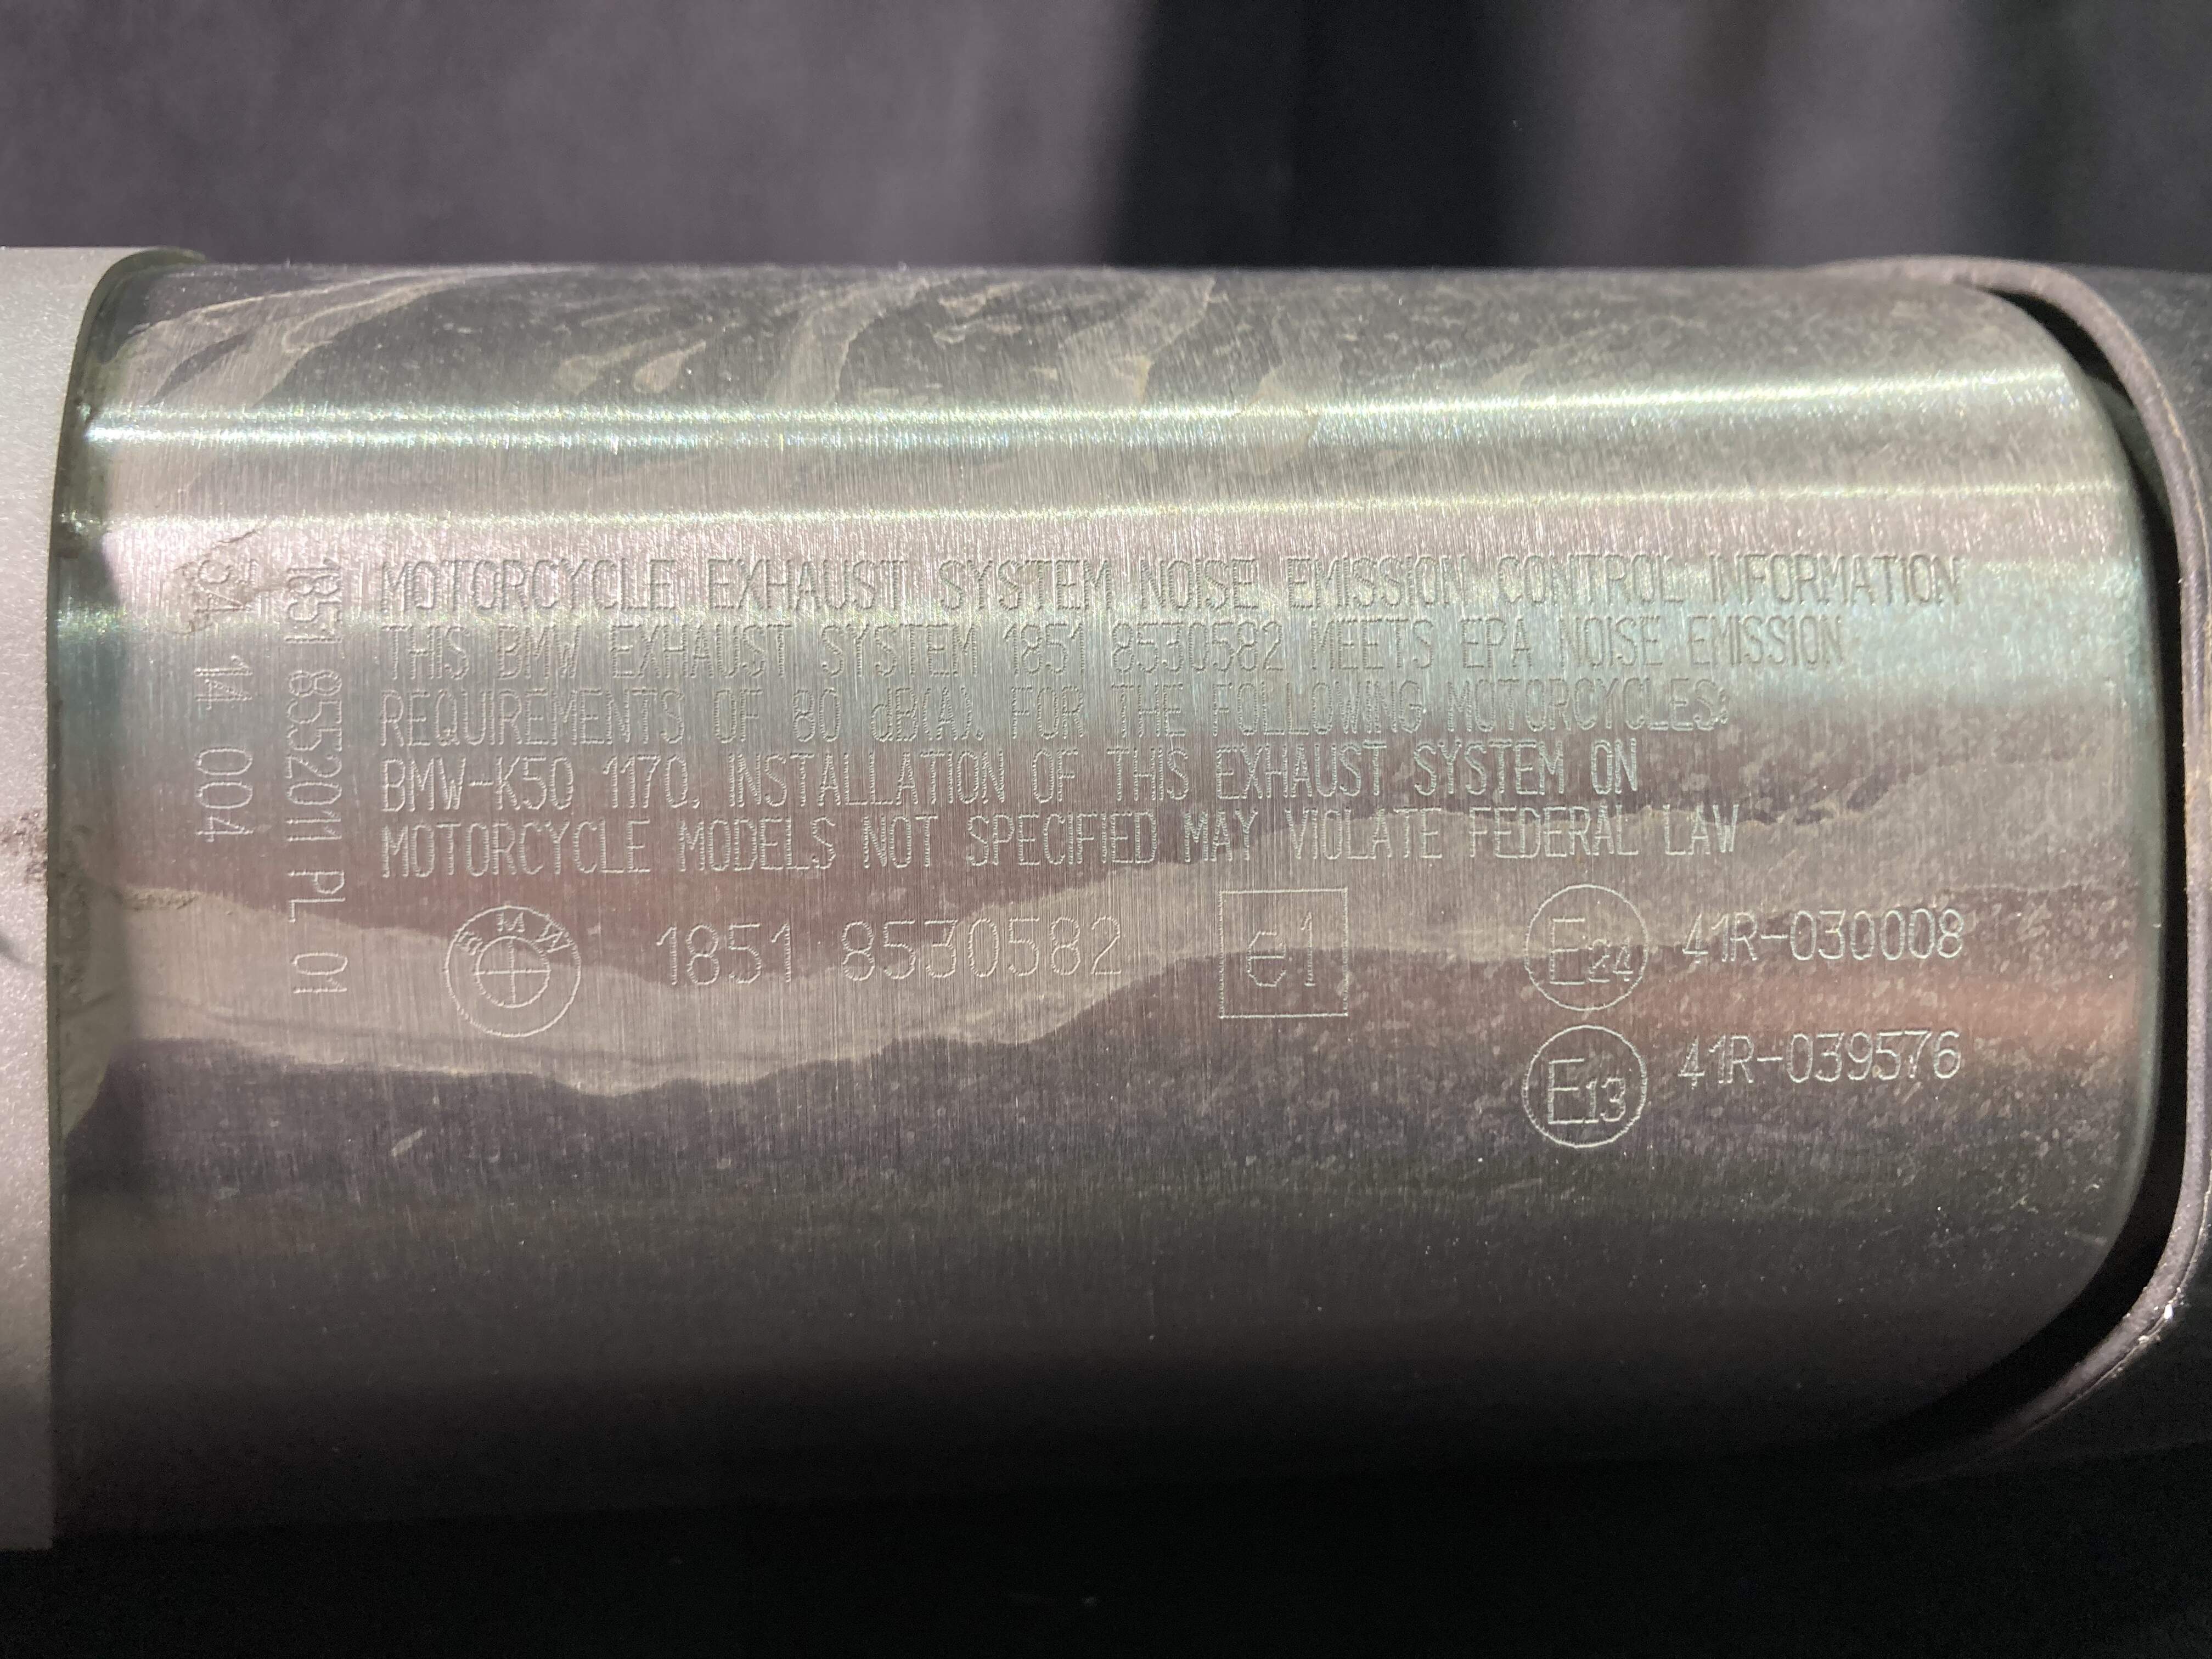 MOTORCYCLE EXHAUST SYSTEM NOISE EMISSION CONTROL INFORMATION
THIS BMW EXHAUST SYSTEM 1851 8530582 MEETS EPA NOISE EMISSION
REQUIREMENTS OF 80 dB(A). FOR THE FOLLOWING MOTORCYCLES:
BMW-K50 1170. INSTALLATION OF THIS EXHAUST SYSTEM ON
MOTORCYCLE MODELS NOT SPECIFIED MAY VIOLATE FEDERAL LAW
BMW 1851 8530582 e1 E24 41R-030008
E13 41R-039576
1851 8552011 PL 01
34 14 004